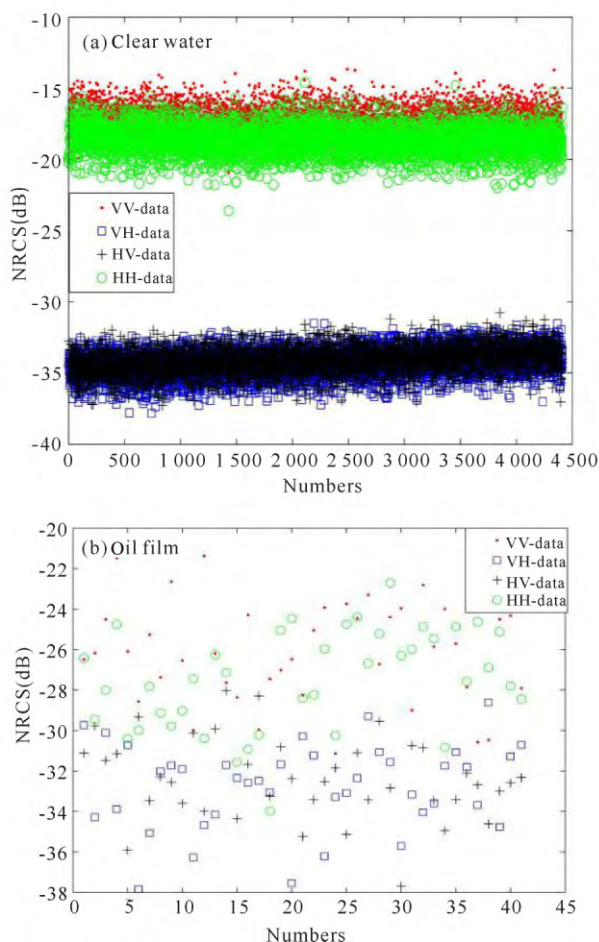 -10
(a) Clear water
-15
-20
-25
-30
-35
-40
NRCS(dB)
VV-data
VH-data
HV-data
HH-data
0 500 1 000 1 500 2 000 2 500 3 000 3 500 4 000 4 500
Numbers
-20
(b) Oil film
-22
-24
-26
-28
-30
-32
-34
-36
-38
NRCS(dB)
VV-data
VH-data
HV-data
HH-data
0 5 10 15 20 25 30 35 40 45
Numbers